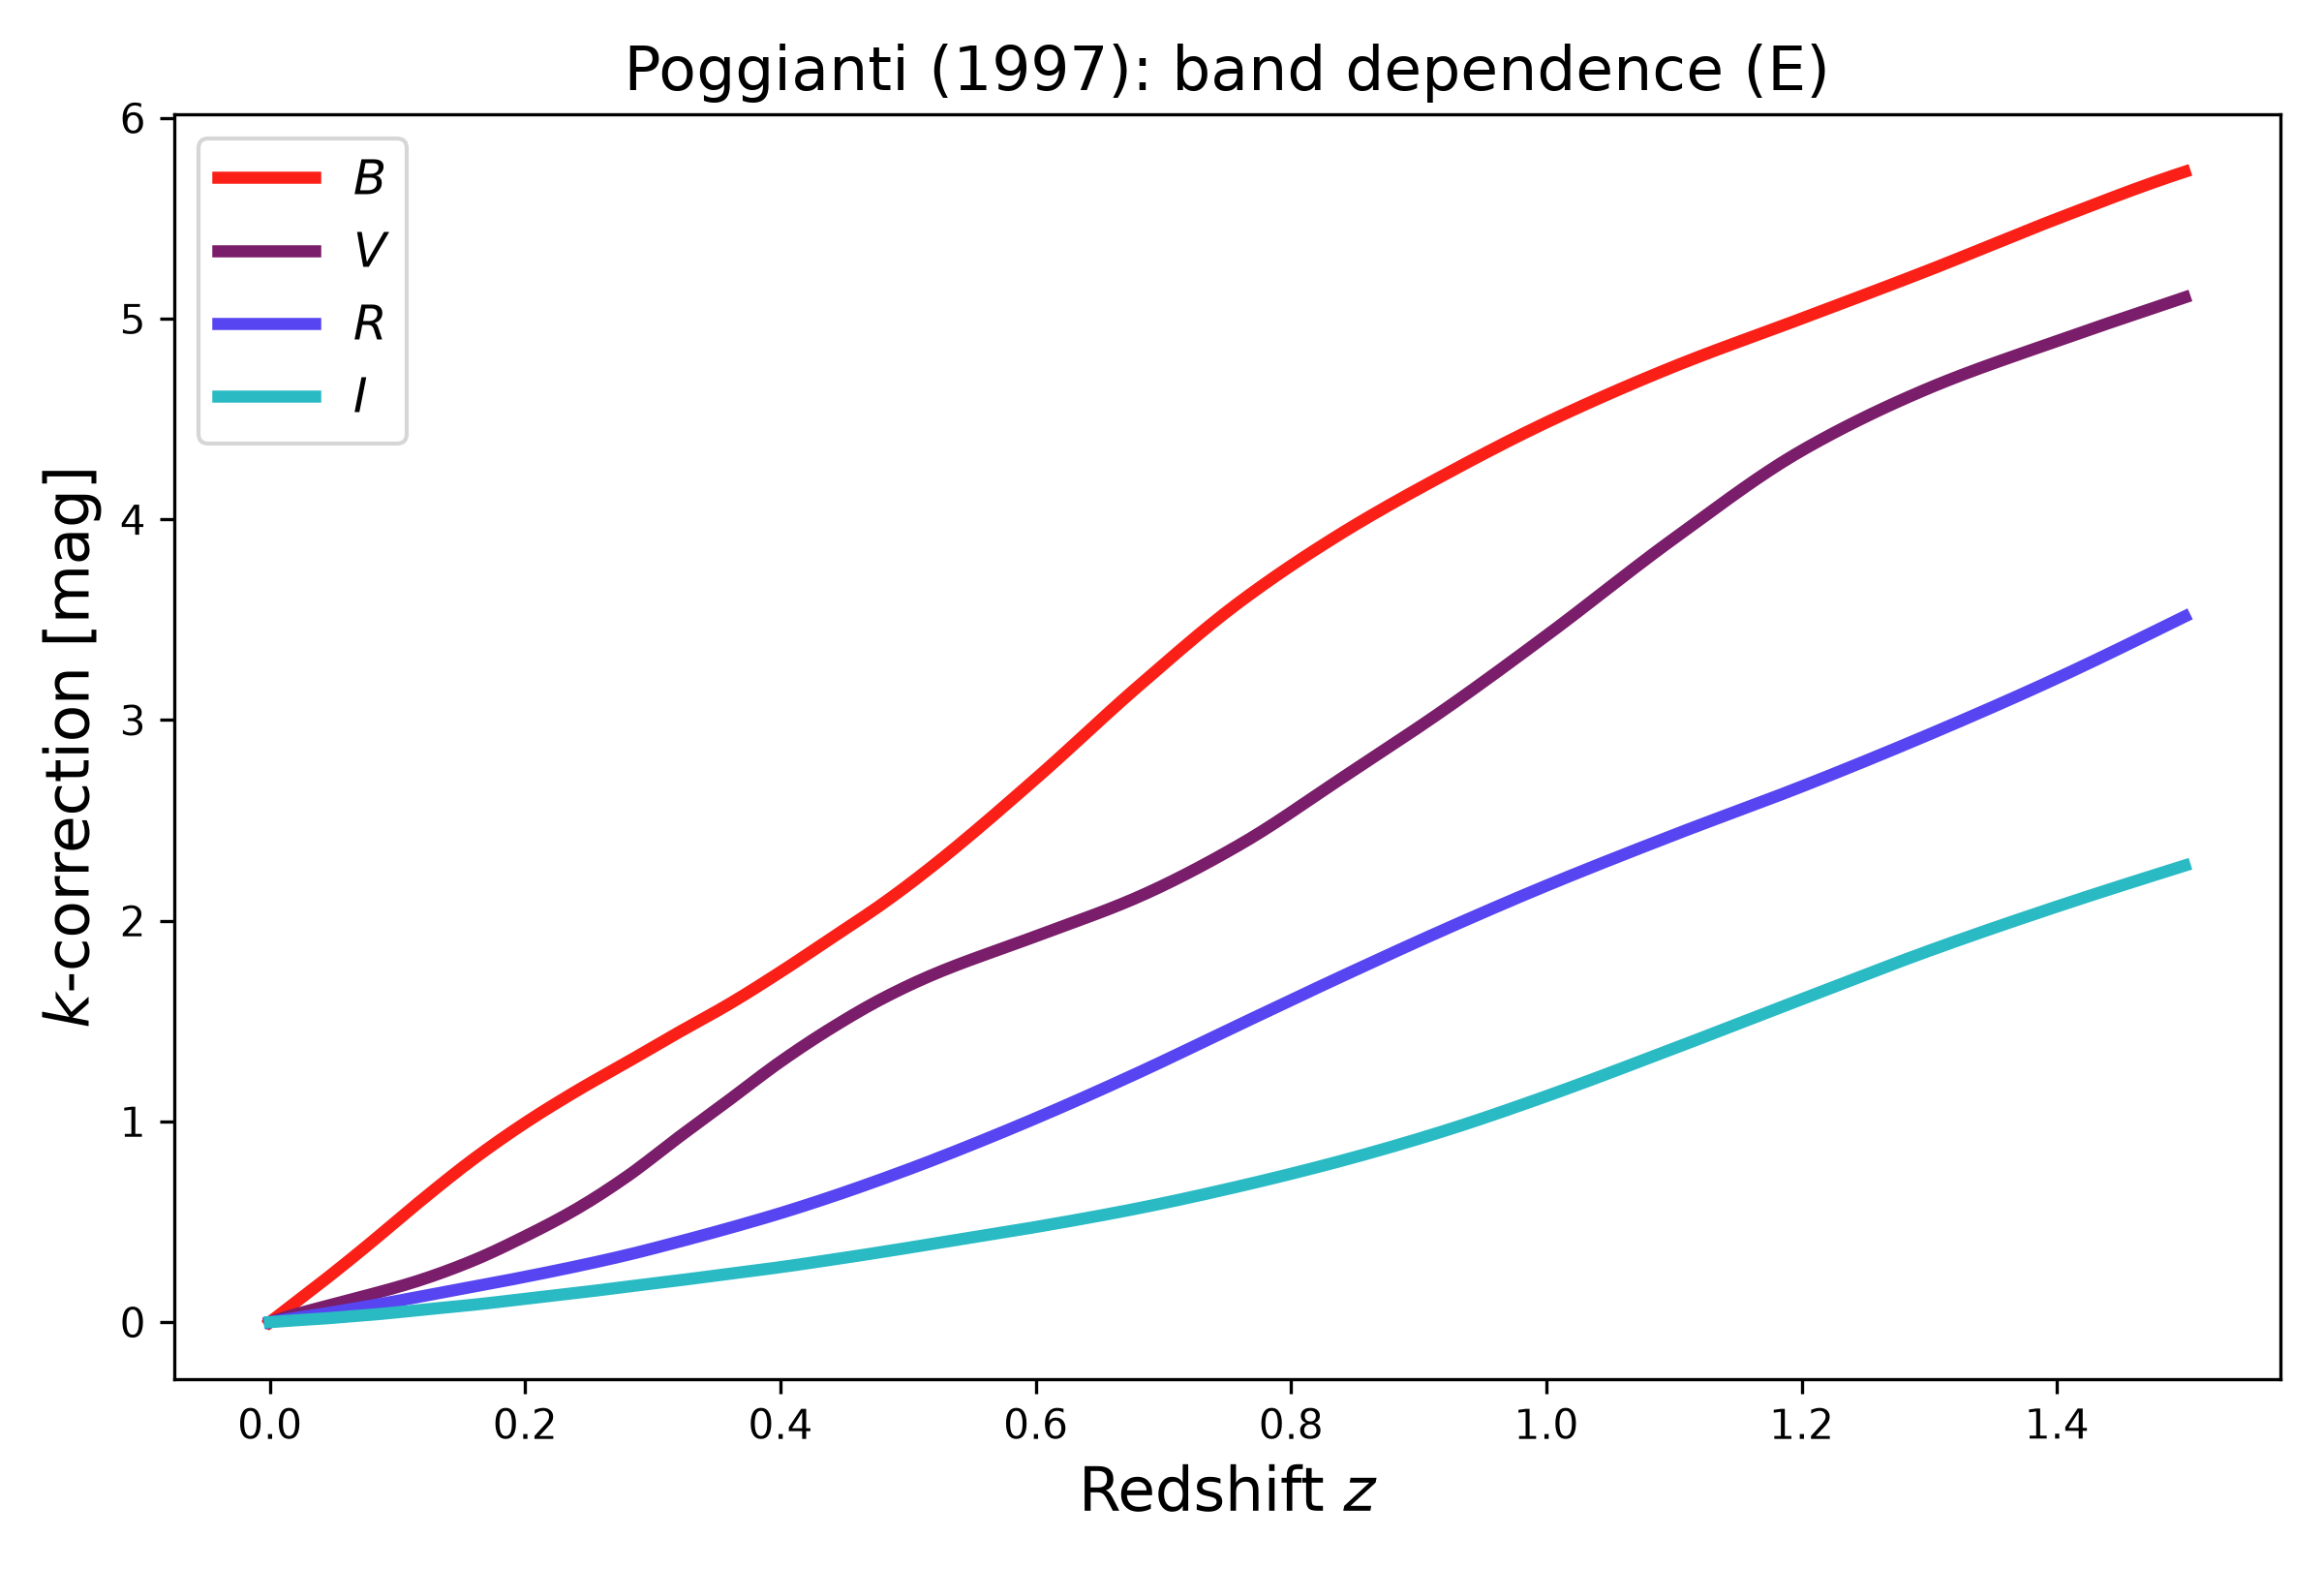 Poggianti (1997): band dependence (E)
B
V
R
I
k-correction [mag]
6
5
4
3
2
1
0
0.0 0.2 0.4 0.6 0.8 1.0 1.2 1.4
Redshift z